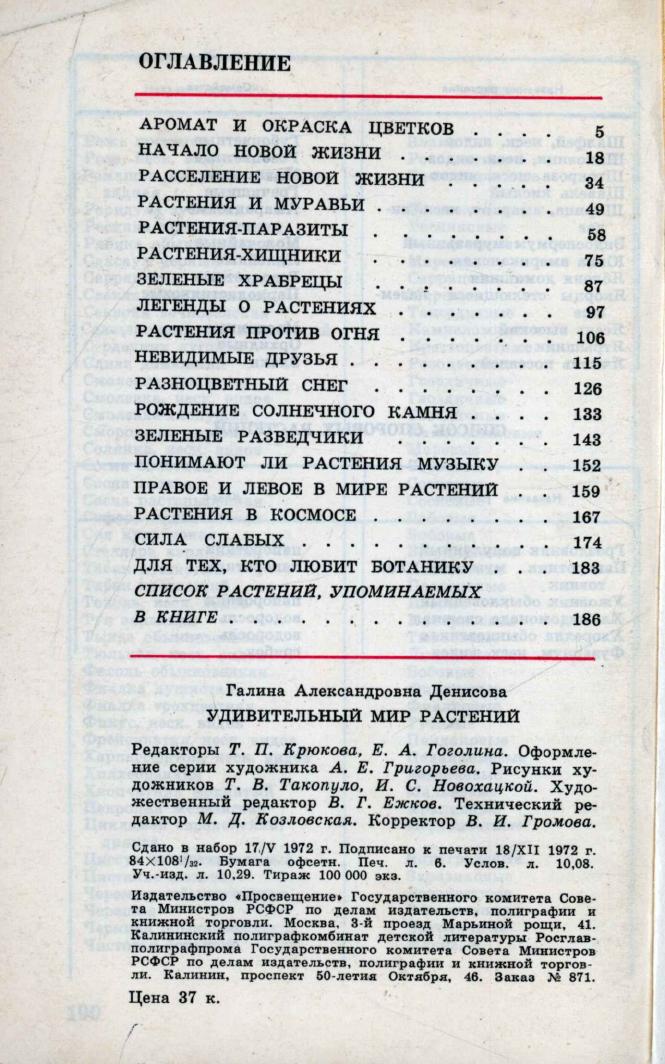 ОГЛАВЛЕНИЕ
АРОМАТ И ОКРАСКА ЦВЕТКОВ . . . . 5
НАЧАЛО НОВОЙ ЖИЗНИ . . . . . . 18
РАССЕЛЕНИЕ НОВОЙ ЖИЗНИ . . . . . 34
РАСТЕНИЯ И МУРАВЬИ . . . . . . . 49
РАСТЕНИЯ-ПАРАЗИТЫ . . . . . . . 58
РАСТЕНИЯ-ХИЩНИКИ . . . . . . . 75
ЗЕЛЕНЫЕ ХРАБРЕЦЫ . . . . . . . 87
ЛЕГЕНДЫ О РАСТЕНИЯХ . . . . . . 97
РАСТЕНИЯ ПРОТИВ ОГНЯ . . . . . . 106
НЕВИДИМЫЕ ДРУЗЬЯ . . . . . . . 115
РАЗНОЦВЕТНЫЙ СНЕГ . . . . . . . 126
РОЖДЕНИЕ СОЛНЕЧНОГО КАМНЯ . . . . 133
ЗЕЛЕНЫЕ РАЗВЕДЧИКИ . . . . . . . 143
ПОНИМАЮТ ЛИ РАСТЕНИЯ МУЗЫКУ . . . 152
ПРАВОЕ И ЛЕВОЕ В МИРЕ РАСТЕНИЙ . . 159
РАСТЕНИЯ В КОСМОСЕ . . . . . . . 167
СИЛА СЛАБЫХ . . . . . . . . . . 174
ДЛЯ ТЕХ, КТО ЛЮБИТ БОТАНИКУ . . . 183
СПИСОК РАСТЕНИЙ, УПОМИНАЕМЫХ
В КНИГЕ . . . . . . . . . . . 186
Галина Александровна Денисова
УДИВИТЕЛЬНЫЙ МИР РАСТЕНИЙ
Редакторы Т. П. Крюкова, Е. А. Гоголина. Оформле-
ние серии художника А. Е. Григорьева. Рисунки ху-
дожников Т. В. Такопуло, И. С. Новохацкой. Худо-
жественный редактор В. Г. Ежков. Технический ре-
дактор М. Д. Козловская. Корректор В. И. Громова.
Сдано в набор 17/V 1972 г. Подписано к печати 18/XII 1972 г.
84×108¹/₃₂. Бумага офсетн. Печ. л. 6. Услов. л. 10,08.
Уч.-изд. л. 10,29. Тираж 100 000 экз.
Издательство «Просвещение» Государственного комитета Сове-
та Министров РСФСР по делам издательств, полиграфии и
книжной торговли. Москва, 3-й проезд Марьиной рощи, 41.
Калининский полиграфкомбинат детской литературы Росглав-
полиграфпрома Государственного комитета Совета Министров
РСФСР по делам издательств, полиграфии и книжной торгов-
ли. Калинин, проспект 50-летия Октября, 46. Заказ № 871.
Цена 37 к.